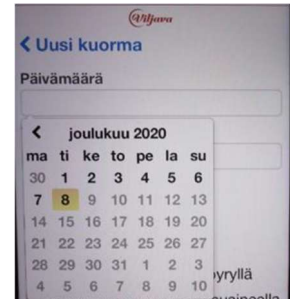 Viljava
Uusi kuorma
Päivämäärä
joulukuu 2020
ma ti ke to pe la su
30 1 2 3 4 5 6
7 8 9 10 11 12 13
14 15 16 17 18 19 20
21 22 23 24 25 26 27
28 29 30 31 1 2 3
4 5 6 7 8 9 10